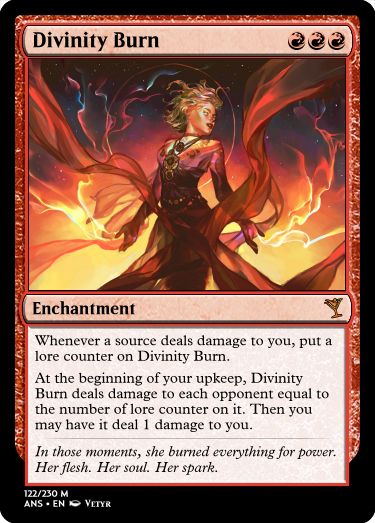 Divinity Burn
Enchantment
Whenever a source deals damage to you, put a
lore counter on Divinity Burn.
At the beginning of your upkeep, Divinity
Burn deals damage to each opponent equal to
the number of lore counter on it. Then you
may have it deal 1 damage to you.
In those moments, she burned everything for power.
Her flesh. Her soul. Her spark.
122/230 M
ANS • EN Vetyr